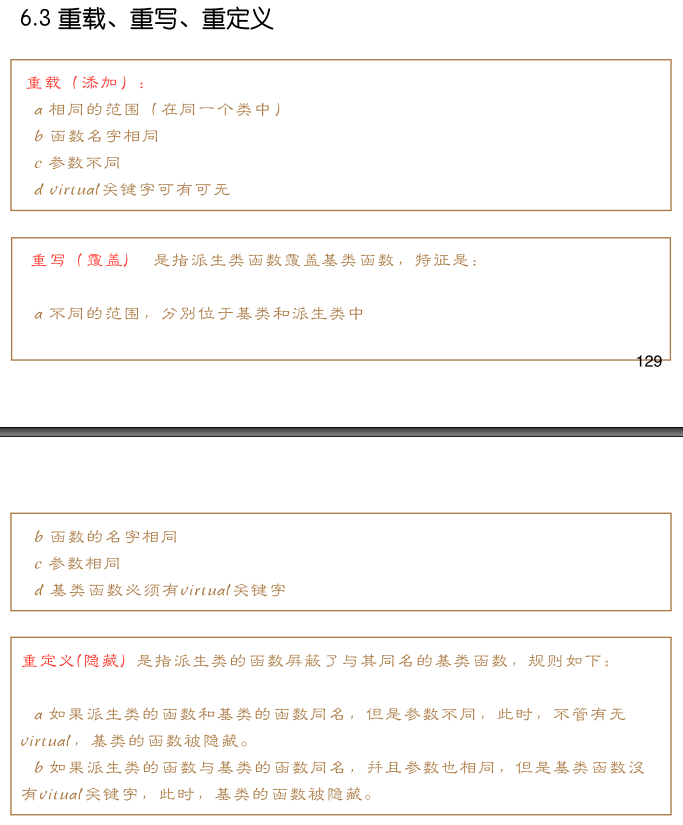 6.3 重载、重写、重定义
重载（添加）：
a 相同的范围（在同一个类中）
b 函数名字相同
c 参数不同
d virtual关键字可有可无
重写（覆盖） 是指派生类函数覆盖基类函数，特证是：
a 不同的范围，分别位于基类和派生类中
129
b 函数的名字相同
c 参数相同
d 基类函数必须有virtual关键字
重定义(隐藏) 是指派生类的函数屏蔽了与其同名的基类函数，规则如下：
a 如果派生类的函数和基类的函数同名，但是参数不同，此时，不管有无
virtual，基类的函数被隐藏。
b 如果派生类的函数与基类的函数同名，并且参数也相同，但是基类函数没
有vitual关键字，此时，基类的函数被隐藏。